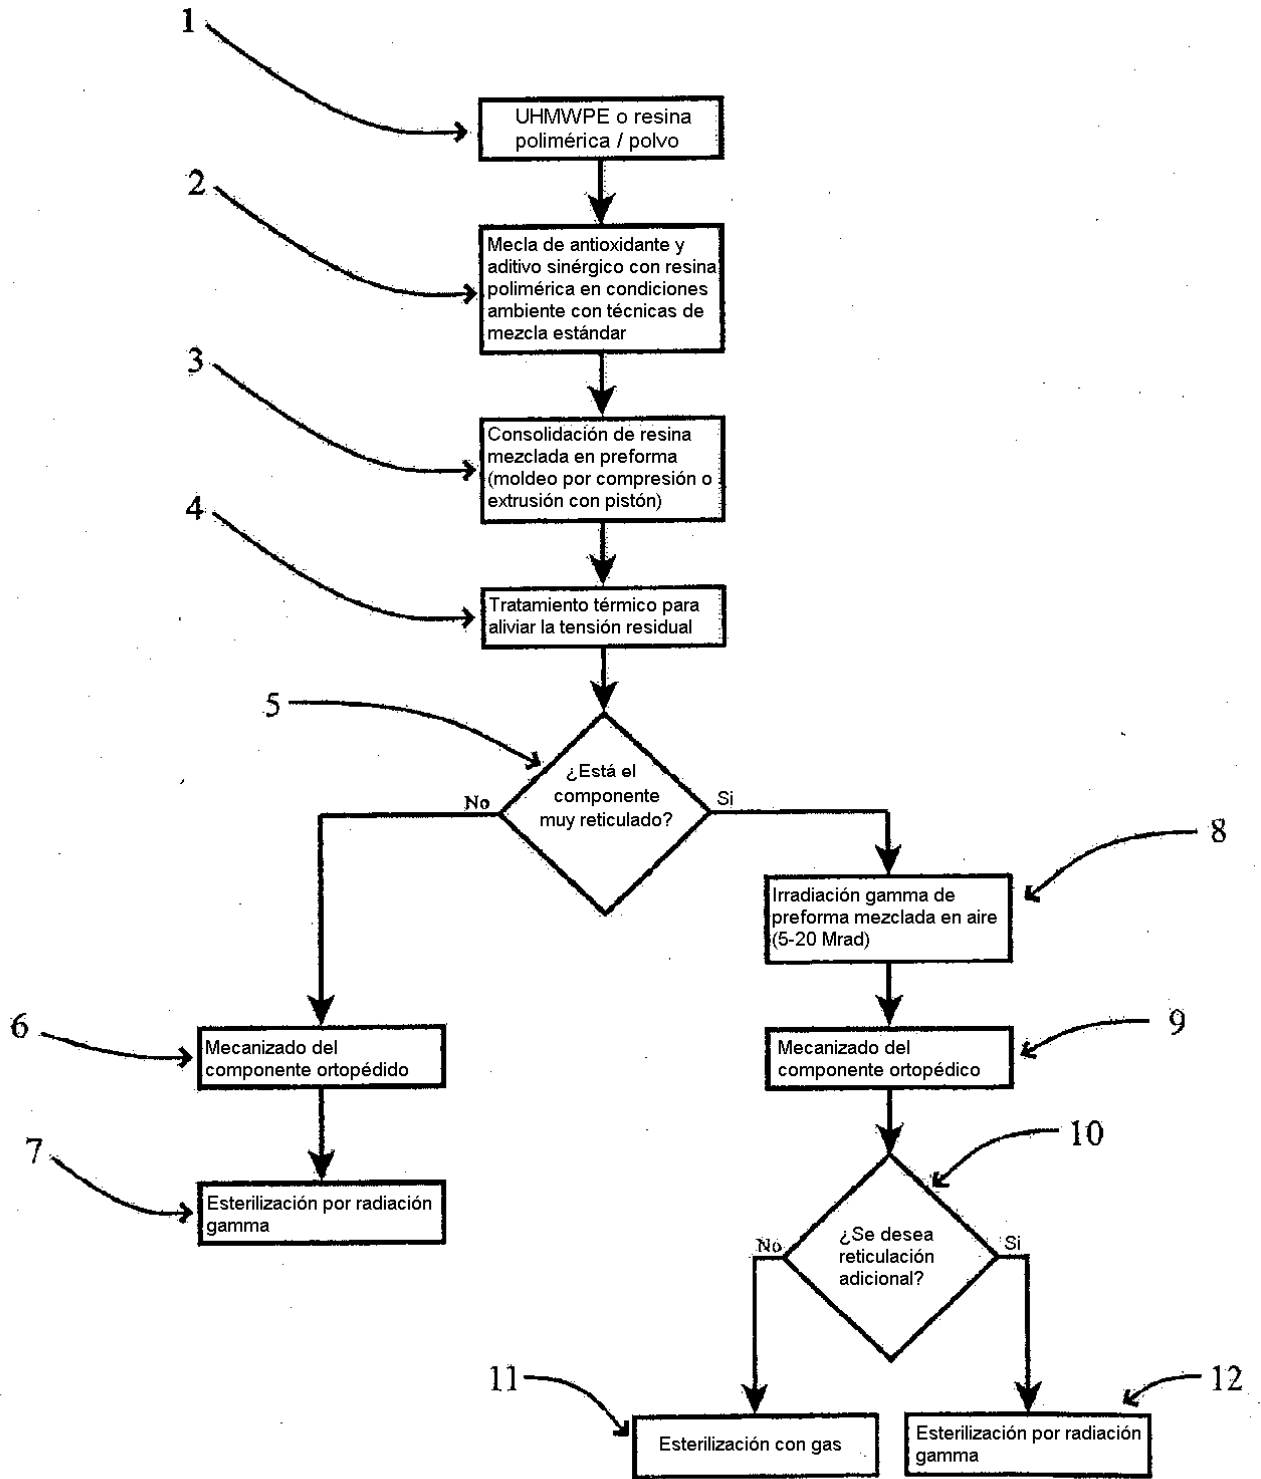 1
UHMWPE o resina
polimérica / polvo
2
Mecla de antioxidante y
aditivo sinérgico con resina
polimérica en condiciones
ambiente con técnicas de
mezcla estándar
3
Consolidación de resina
mezclada en preforma
(moldeo por compresión o
extrusión con pistón)
4
Tratamiento térmico para
aliviar la tensión residual
5
¿Está el
componente
muy reticulado?
No
Si
8
Irradiación gamma de
preforma mezclada en aire
(5-20 Mrad)
6
Mecanizado del
componente ortopédido
9
Mecanizado del
componente ortopédico
7
Esterilización por radiación
gamma
10
¿Se desea
reticulación
adicional?
No
Si
11
Esterilización con gas
12
Esterilización por radiación
gamma